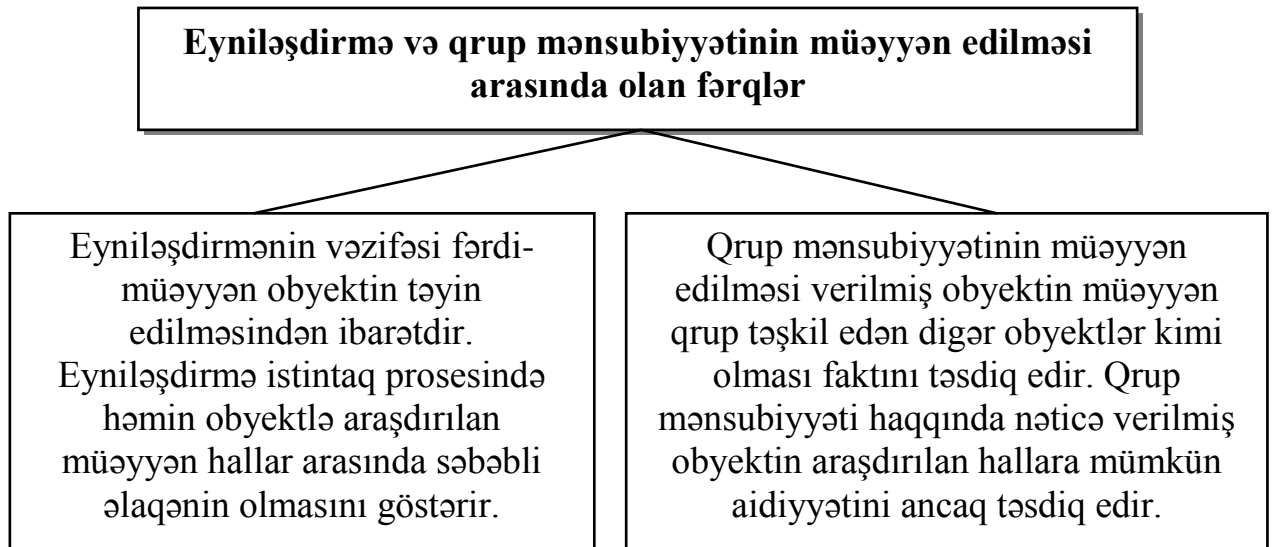 Eyniləşdirmə və qrup mənsubiyyətinin müəyyən edilməsi
arasında olan fərqlər
Eyniləşdirmənin vəzifəsi fərdi-
müəyyən obyektin təyin
edilməsindən ibarətdir.
Eyniləşdirmə istintaq prosesində
həmin obyektlə araşdırılan
müəyyən hallar arasında səbəbli
əlaqənin olmasını göstərir.
Qrup mənsubiyyətinin müəyyən
edilməsi verilmiş obyektin müəyyən
qrup təşkil edən digər obyektlər kimi
olması faktını təsdiq edir. Qrup
mənsubiyyəti haqqında nəticə verilmiş
obyektin araşdırılan hallara mümkün
aidiyyətini ancaq təsdiq edir.